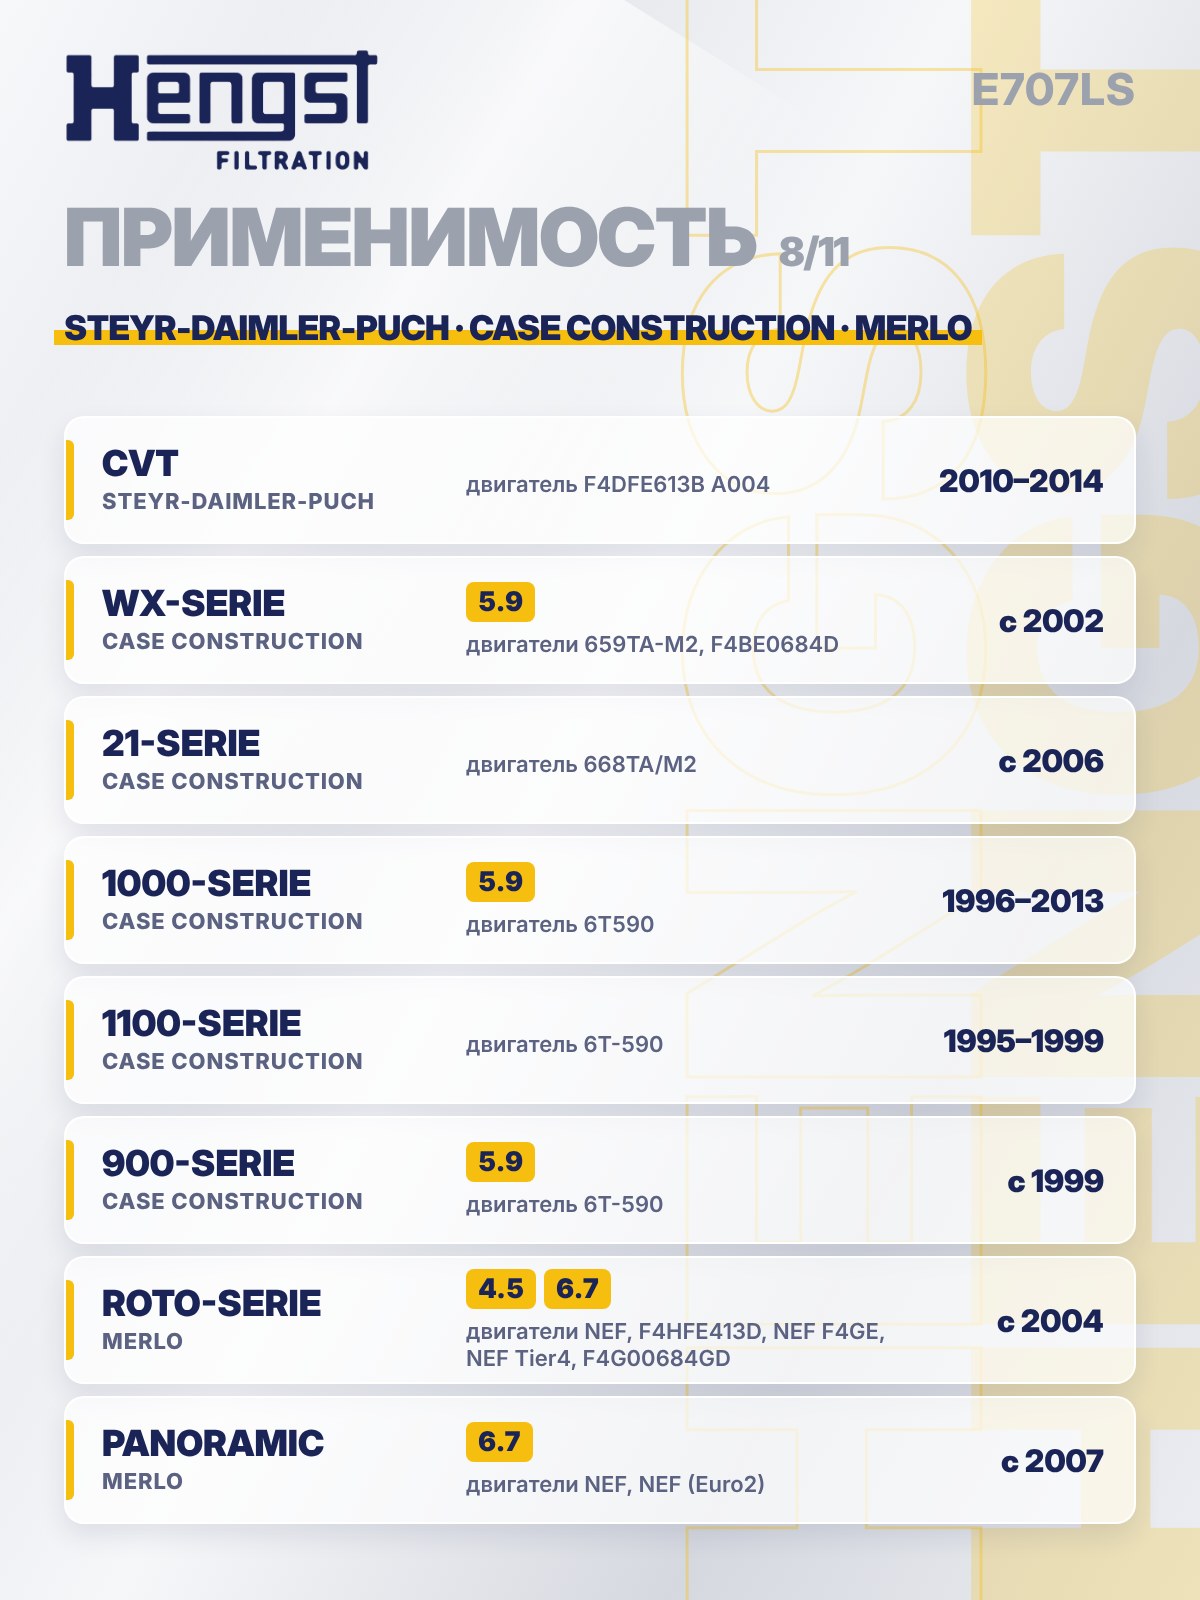 Hengst
FILTRATION
E707LS
ПРИМЕНИМОСТЬ 8/11
STEYR-DAIMLER-PUCH · CASE CONSTRUCTION · MERLO
CVT
STEYR-DAIMLER-PUCH
двигатель F4DFE613B A004
2010–2014
WX-SERIE
CASE CONSTRUCTION
5.9
двигатели 659TA-M2, F4BE0684D
с 2002
21-SERIE
CASE CONSTRUCTION
двигатель 668TA/M2
с 2006
1000-SERIE
CASE CONSTRUCTION
5.9
двигатель 6T590
1996–2013
1100-SERIE
CASE CONSTRUCTION
двигатель 6T-590
1995–1999
900-SERIE
CASE CONSTRUCTION
5.9
двигатель 6T-590
с 1999
ROTO-SERIE
MERLO
4.5 6.7
двигатели NEF, F4HFE413D, NEF F4GE,
NEF Tier4, F4G00684GD
с 2004
PANORAMIC
MERLO
6.7
двигатели NEF, NEF (Euro2)
с 2007
HENGST
HENGST